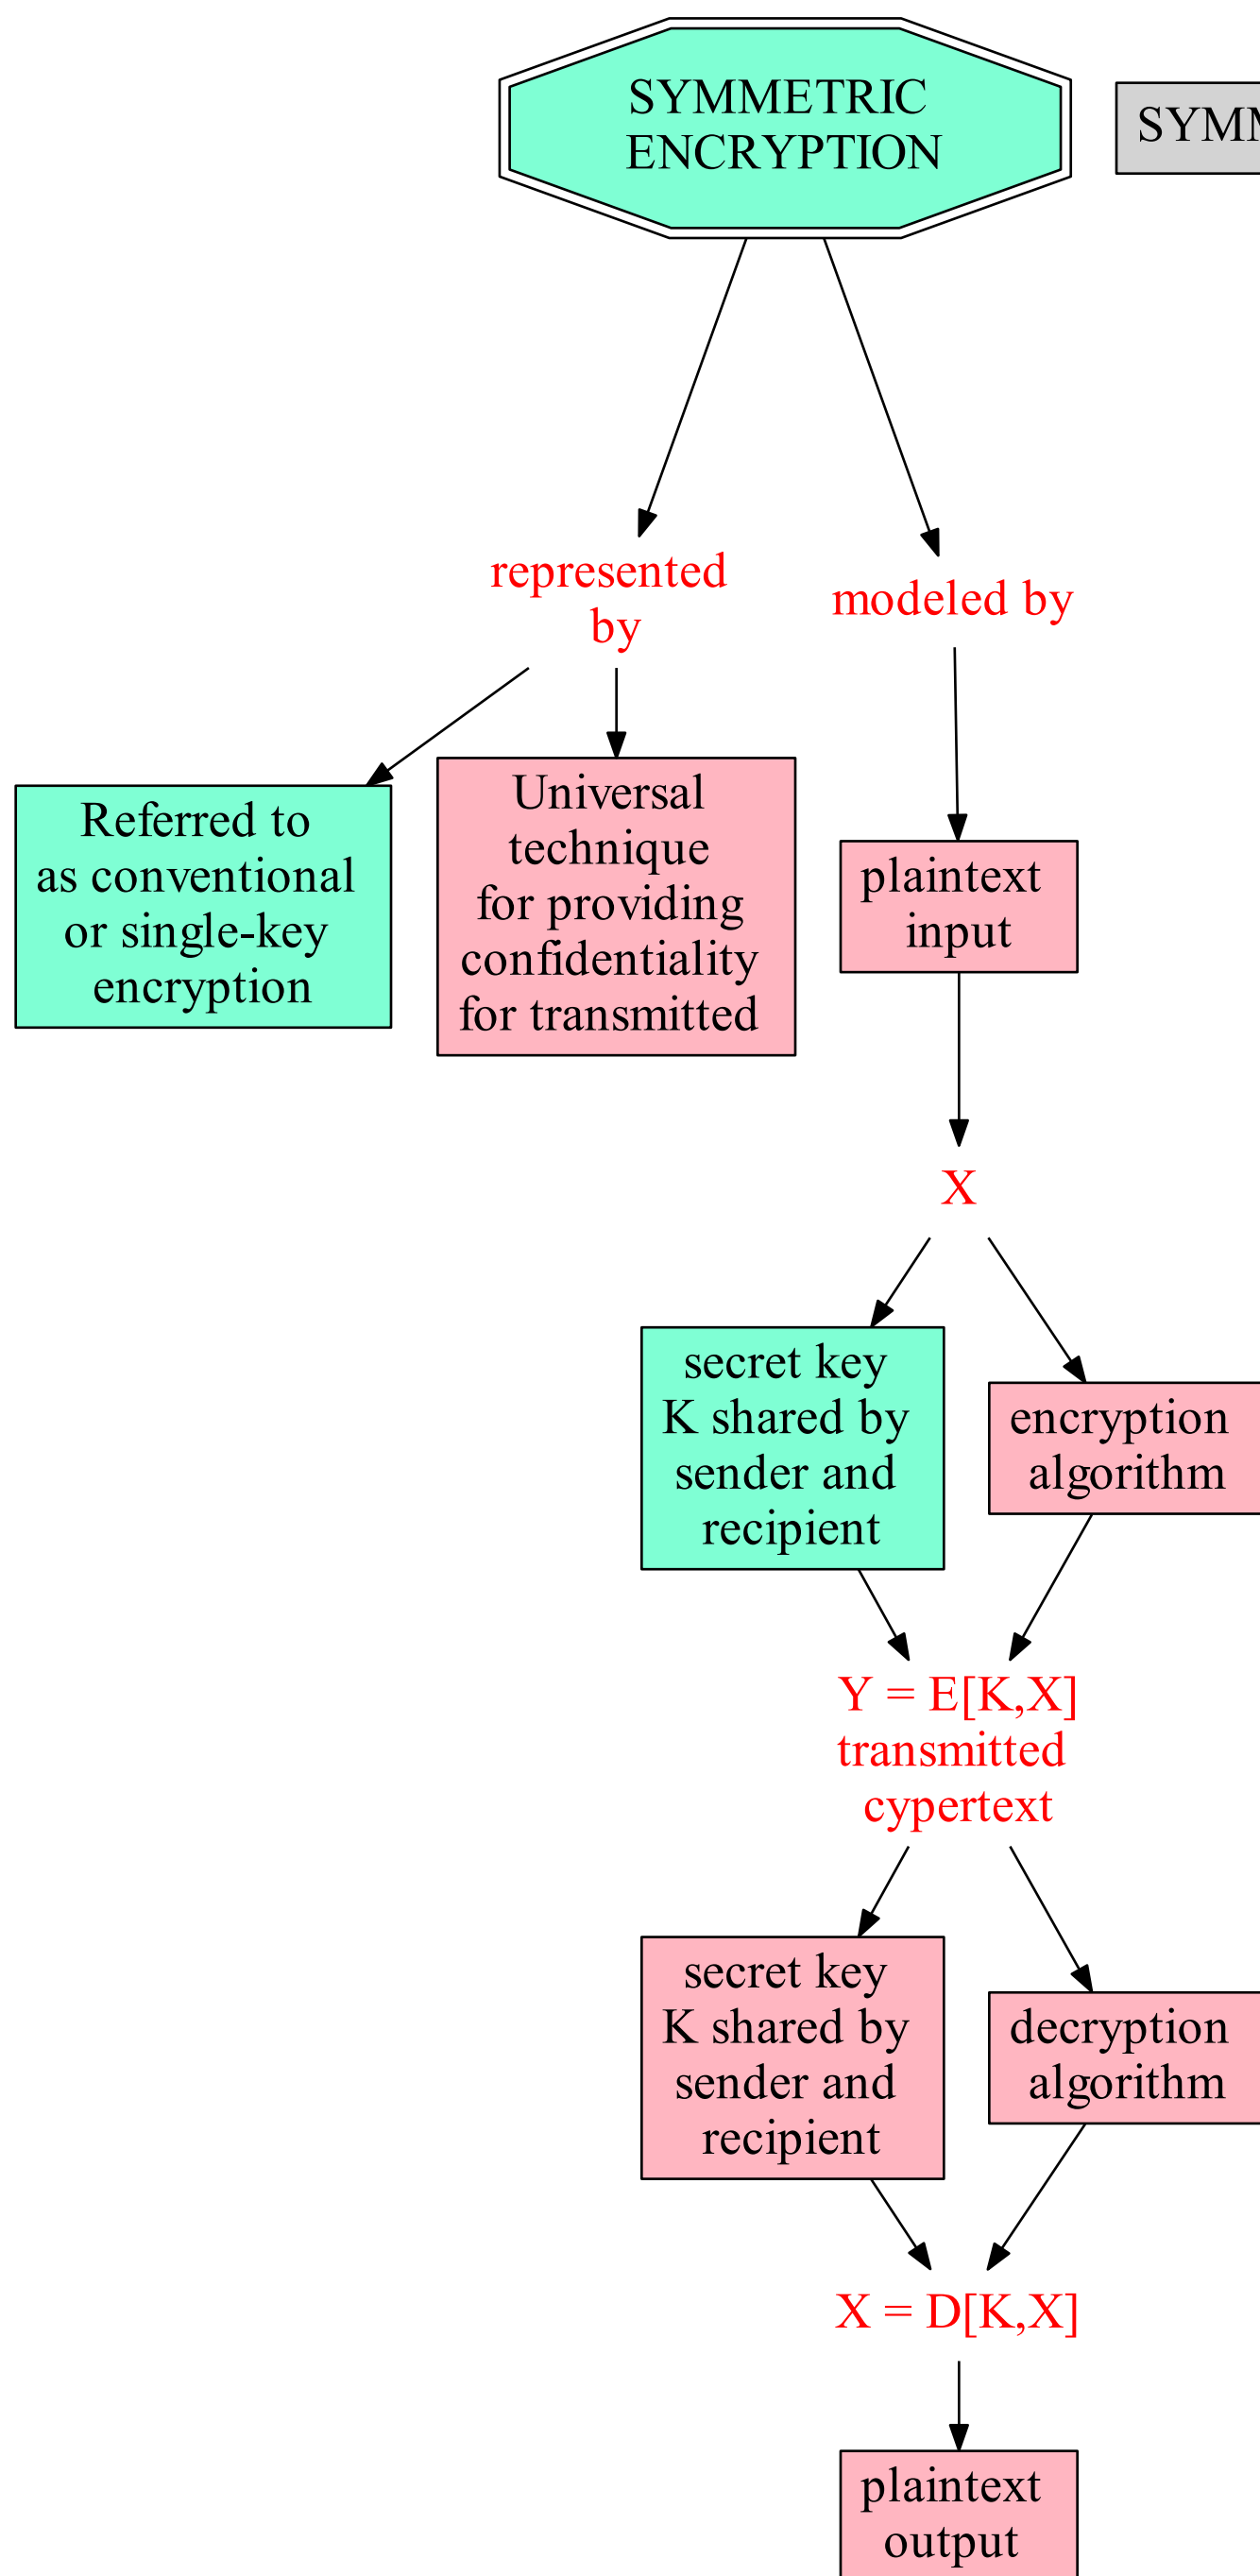 SYMMETRIC
ENCRYPTION
SYMM
represented
by
modeled by
Referred to
as conventional
or single-key
encryption
Universal
technique
for providing
confidentiality
for transmitted
plaintext
input
X
secret key
K shared by
sender and
recipient
encryption
algorithm
Y = E[K,X]
transmitted
cypertext
secret key
K shared by
sender and
recipient
decryption
algorithm
X = D[K,X]
plaintext
output